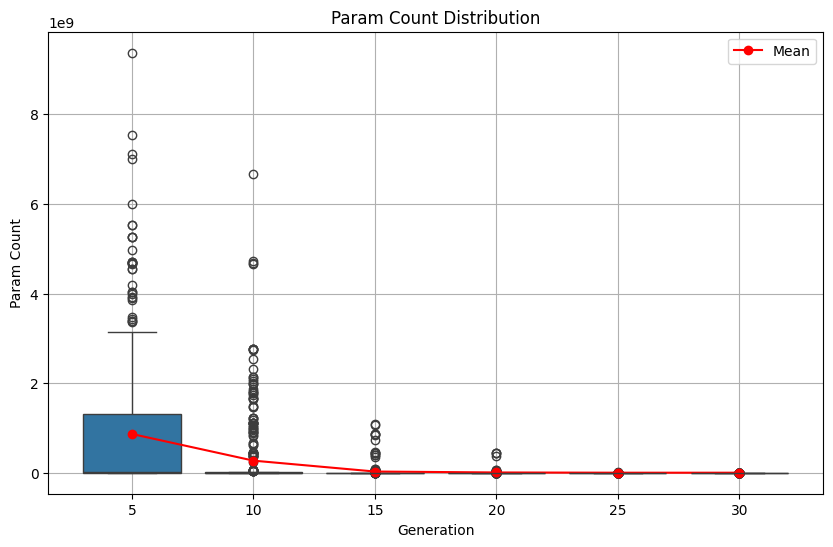 Param Count Distribution
1e9
Mean
8
6
4
2
0
Param Count
5 10 15 20 25 30
Generation